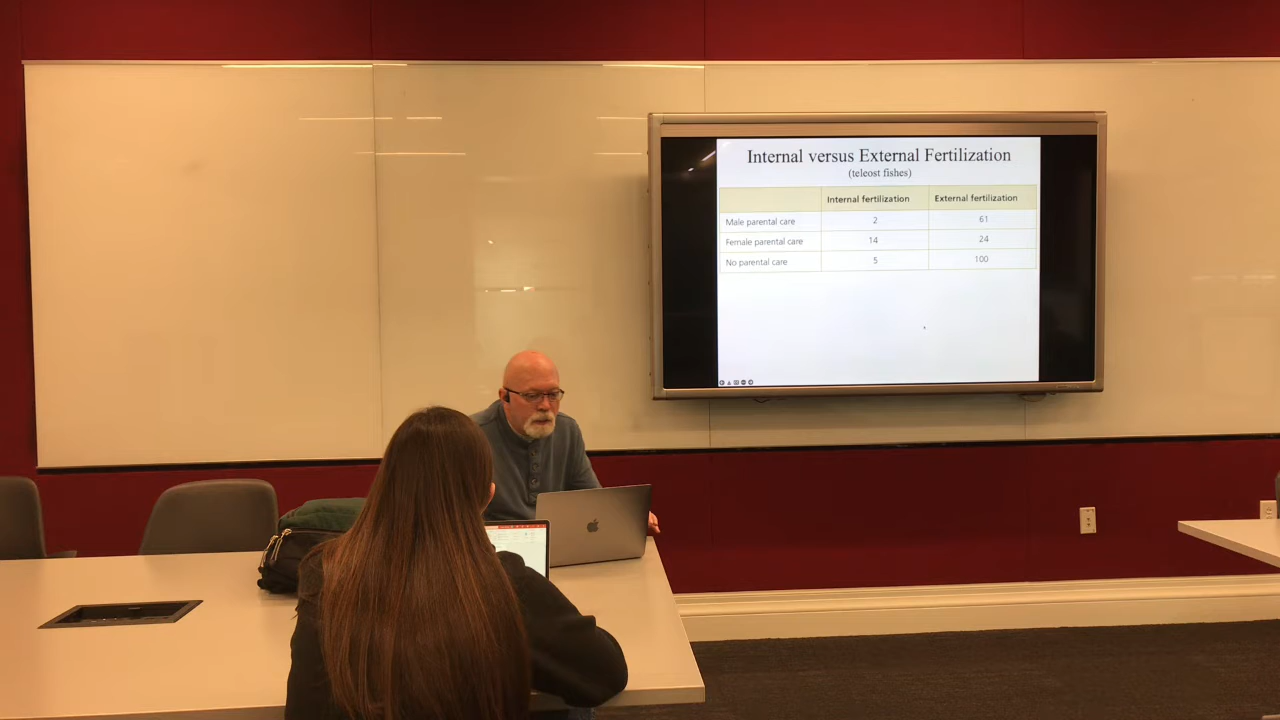 Internal versus External Fertilization
(teleost fishes)
Internal fertilization External fertilization
Male parental care 2 61
Female parental care 14 24
No parental care 5 100